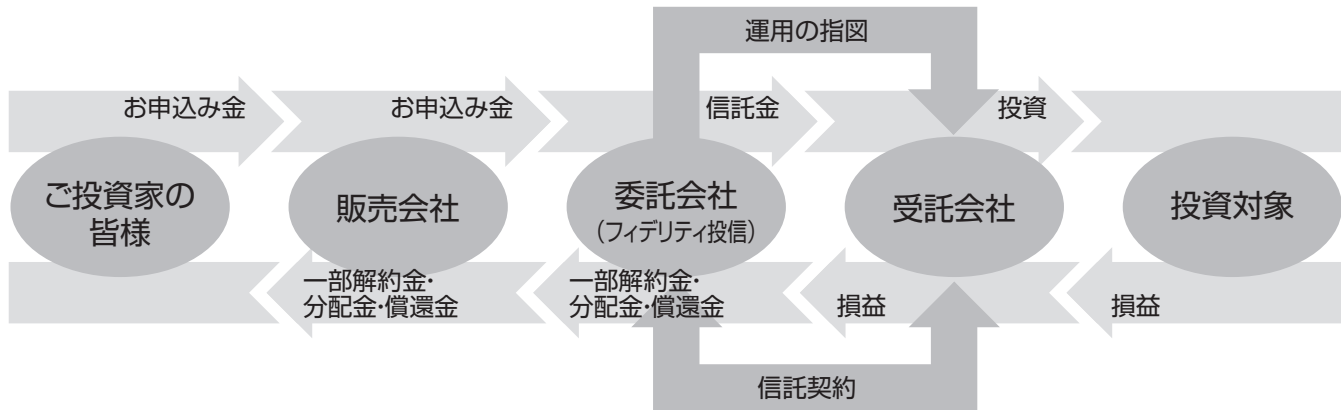 運用の指図
お申込み金
お申込み金
信託金
投資
ご投資家の
皆様
販売会社
委託会社
(フィデリティ投信)
受託会社
投資対象
一部解約金・
分配金・償還金
一部解約金・
分配金・償還金
損益
損益
信託契約